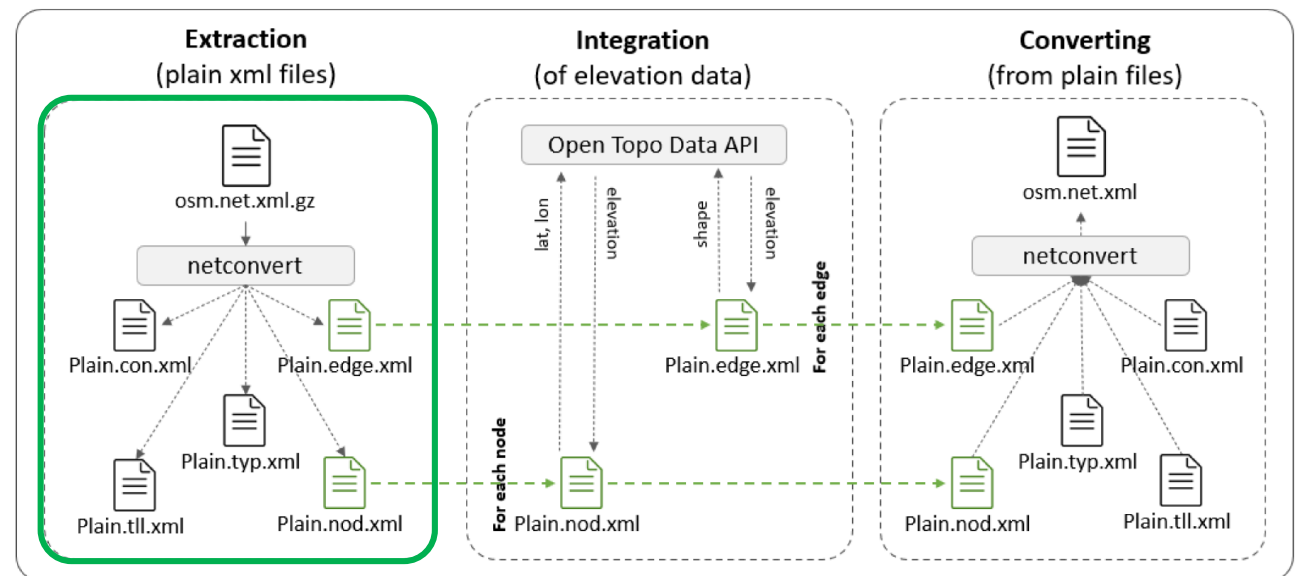 Extraction
(plain xml files)
osm.net.xml.gz
netconvert
Plain.con.xml
Plain.edge.xml
Plain.typ.xml
Plain.tll.xml
Plain.nod.xml
Integration
(of elevation data)
Open Topo Data API
lat, lon
elevation
shape
elevation
Plain.edge.xml
For each edge
For each node
Plain.nod.xml
Converting
(from plain files)
osm.net.xml
netconvert
Plain.edge.xml
Plain.con.xml
Plain.typ.xml
Plain.nod.xml
Plain.tll.xml